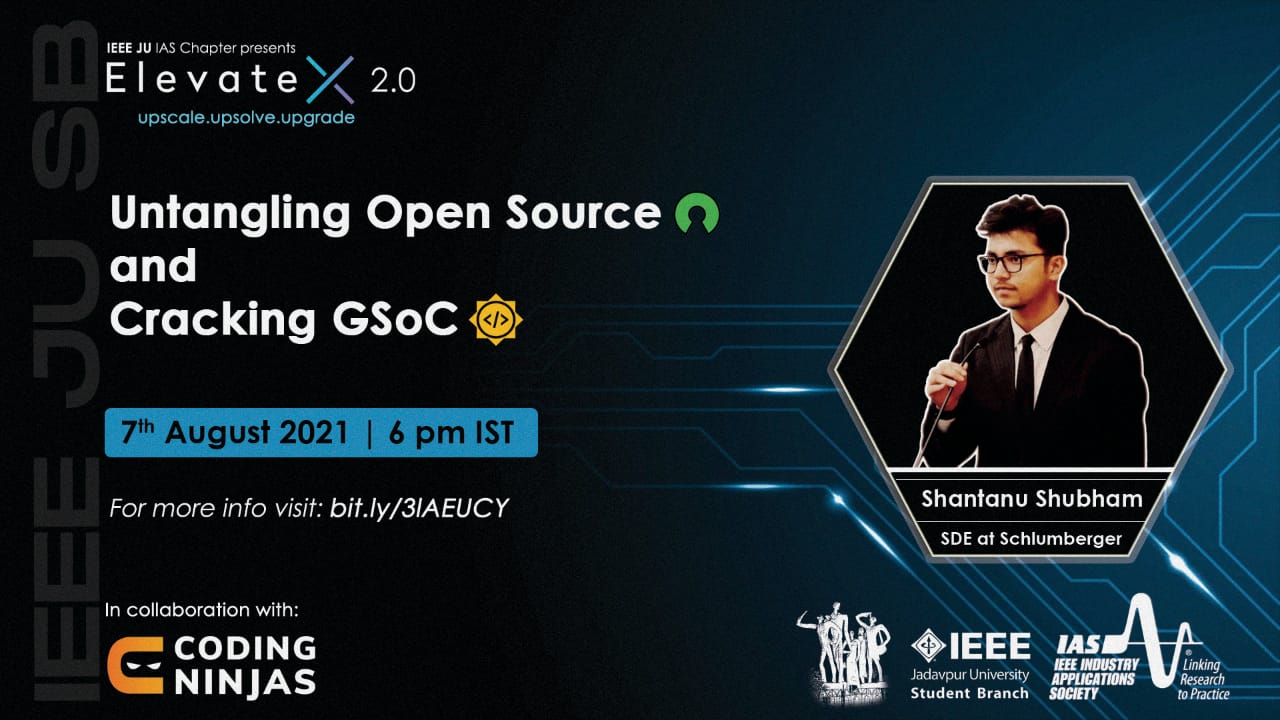 IEEE JU SB
IEEE JU IAS Chapter presents
ElevateX 2.0
upscale.upsolve.upgrade
Untangling Open Source
and
Cracking GSoC </>
7th August 2021 | 6 pm IST
For more info visit: bit.ly/3lAEUCY
Shantanu Shubham
SDE at Schlumberger
In collaboration with:
CODING
NINJAS
IEEE
Jadavpur University
Student Branch
IAS
IEEE INDUSTRY
APPLICATIONS
SOCIETY
®
Linking
Research
to Practice